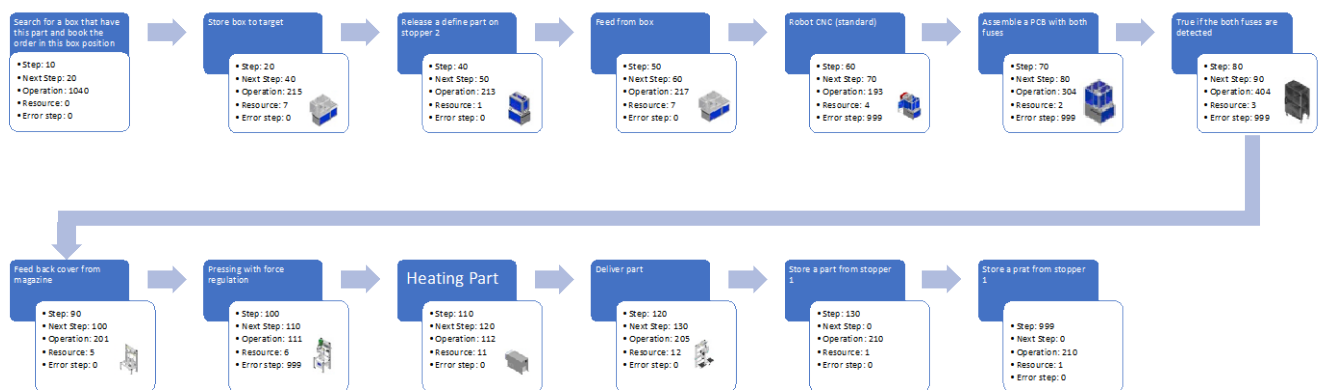 Search for a box that have
this part and book the
order in this box position
▪ Step: 10
▪ Next Step: 20
▪ Operation: 1040
▪ Resource: 0
▪ Error step: 0
Store box to target
▪ Step: 20
▪ Next Step: 40
▪ Operation: 215
▪ Resource: 7
▪ Error step: 0
Release a define part on
stopper 2
▪ Step: 40
▪ Next Step: 50
▪ Operation: 213
▪ Resource: 1
▪ Error step: 0
Feed from box
▪ Step: 50
▪ Next Step: 60
▪ Operation: 217
▪ Resource: 7
▪ Error step: 0
Robot CNC (standard)
▪ Step: 60
▪ Next Step: 70
▪ Operation: 193
▪ Resource: 4
▪ Error step: 999
Assemble a PCB with both
fuses
▪ Step: 70
▪ Next Step: 80
▪ Operation: 304
▪ Resource: 2
▪ Error step: 999
True if the both fuses are
detected
▪ Step: 80
▪ Next Step: 90
▪ Operation: 404
▪ Resource: 3
▪ Error step: 999
Feed back cover from
magazine
▪ Step: 90
▪ Next Step: 100
▪ Operation: 201
▪ Resource: 5
▪ Error step: 0
Pressing with force
regulation
▪ Step: 100
▪ Next Step: 110
▪ Operation: 111
▪ Resource: 6
▪ Error step: 999
Heating Part
▪ Step: 110
▪ Next Step: 120
▪ Operation: 112
▪ Resource: 11
▪ Error step: 0
Deliver part
▪ Step: 120
▪ Next Step: 130
▪ Operation: 205
▪ Resource: 12
▪ Error step: 0
Store a part from stopper
1
▪ Step: 130
▪ Next Step: 0
▪ Operation: 210
▪ Resource: 1
▪ Error step: 0
Store a prat from stopper
1
▪ Step: 999
▪ Next Step: 0
▪ Operation: 210
▪ Resource: 1
▪ Error step: 0